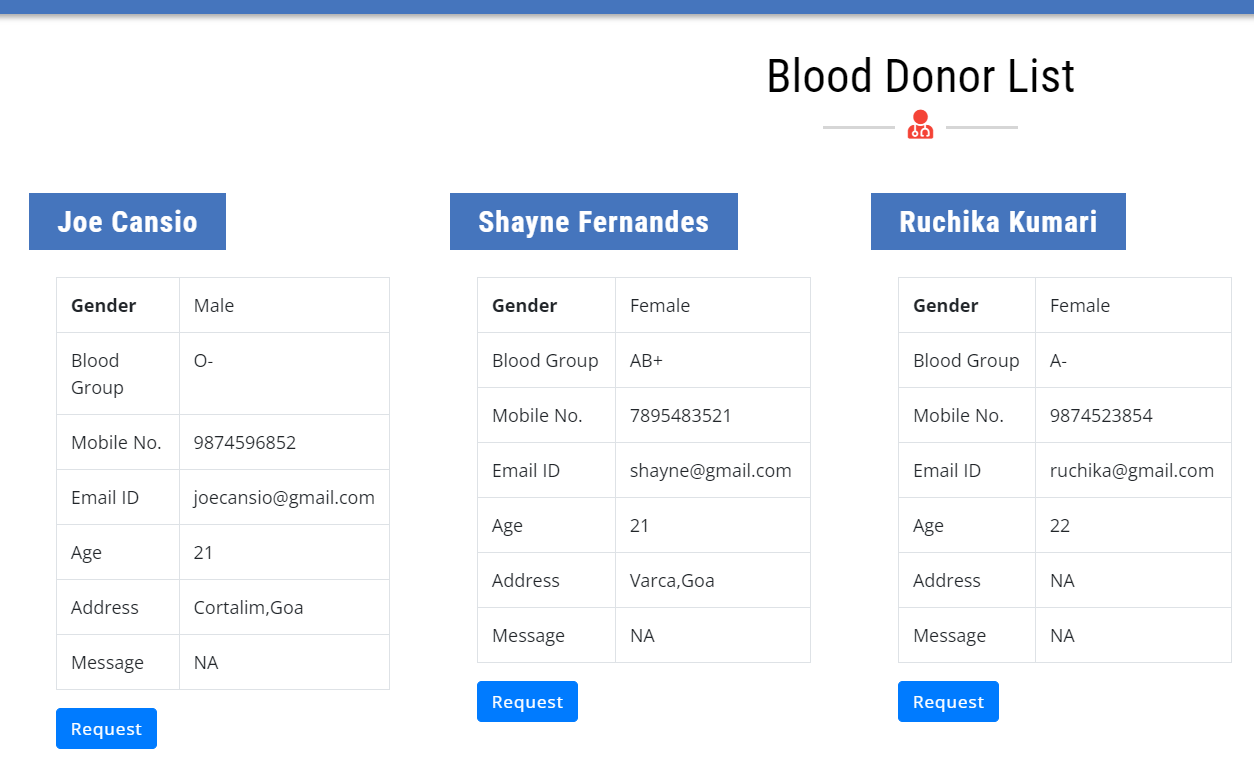 Blood Donor List
Joe Cansio
Gender Male
Blood Group O-
Mobile No. 9874596852
Email ID joecansio@gmail.com
Age 21
Address Cortalim,Goa
Message NA
Request
Shayne Fernandes
Gender Female
Blood Group AB+
Mobile No. 7895483521
Email ID shayne@gmail.com
Age 21
Address Varca,Goa
Message NA
Request
Ruchika Kumari
Gender Female
Blood Group A-
Mobile No. 9874523854
Email ID ruchika@gmail.com
Age 22
Address NA
Message NA
Request